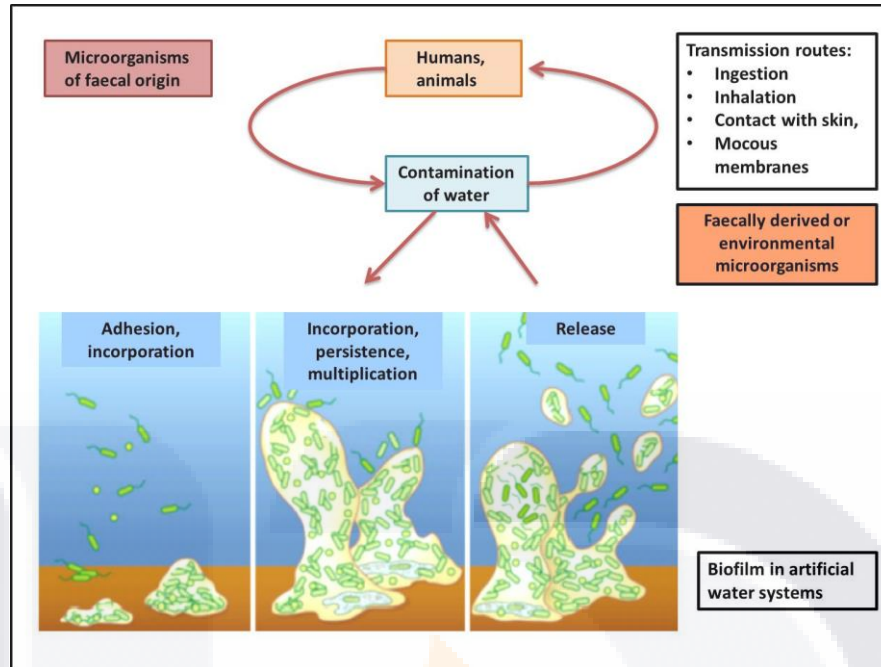 Microorganisms
of faecal origin
Humans,
animals
Transmission routes:
• Ingestion
• Inhalation
• Contact with skin,
• Mocous
membranes
Contamination
of water
Faecally derived or
environmental
microorganisms
Adhesion,
incorporation
Incorporation,
persistence,
multiplication
Release
Biofilm in artificial
water systems